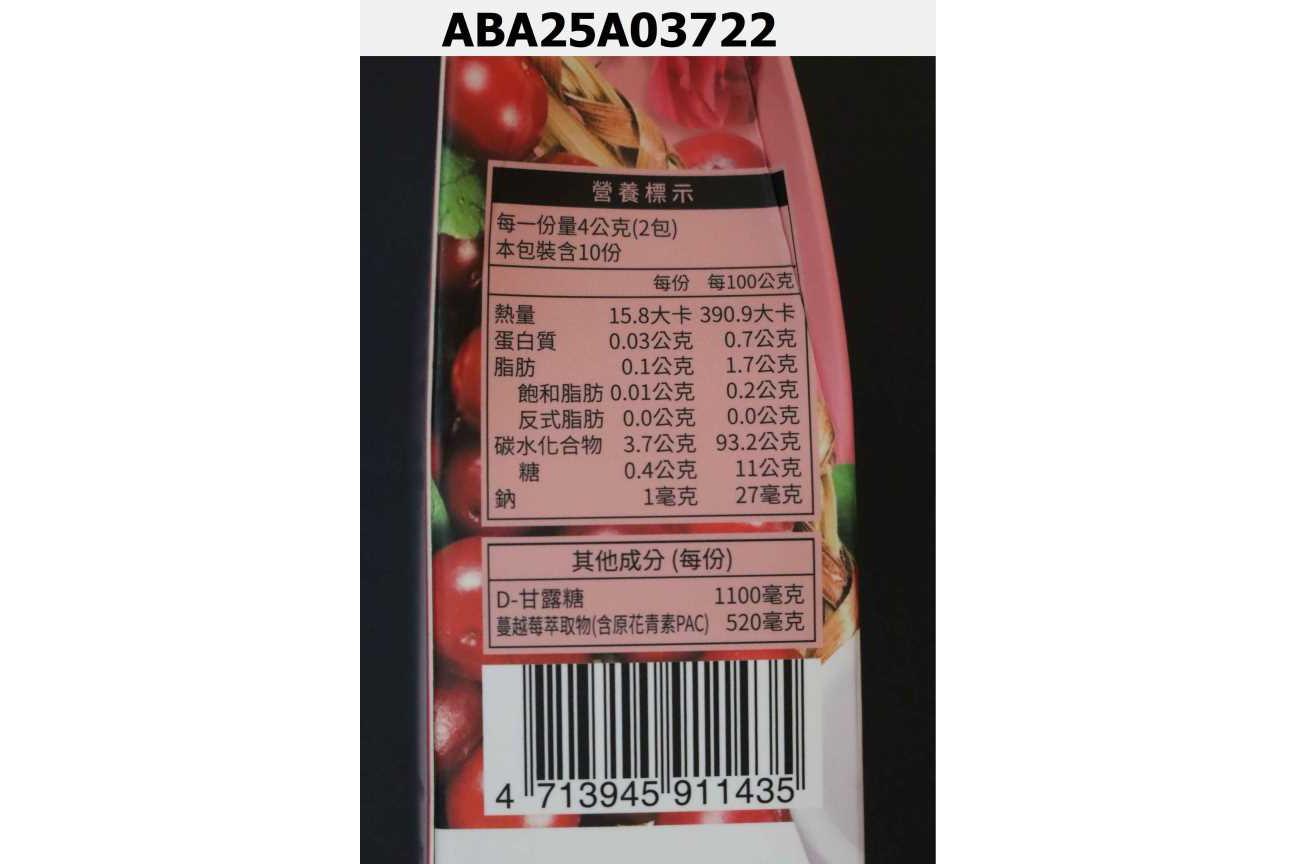 ABA25A03722
營養標示
每一份量4公克(2包)
本包裝含10份
每份 每100公克
熱量 15.8大卡 390.9大卡
蛋白質 0.03公克 0.7公克
脂肪 0.1公克 1.7公克
飽和脂肪 0.01公克 0.2公克
反式脂肪 0.0公克 0.0公克
碳水化合物 3.7公克 93.2公克
糖 0.4公克 11公克
鈉 1毫克 27毫克
其他成分 (每份)
D-甘露糖 1100毫克
蔓越莓萃取物(含原花青素PAC) 520毫克
4 713945 911435